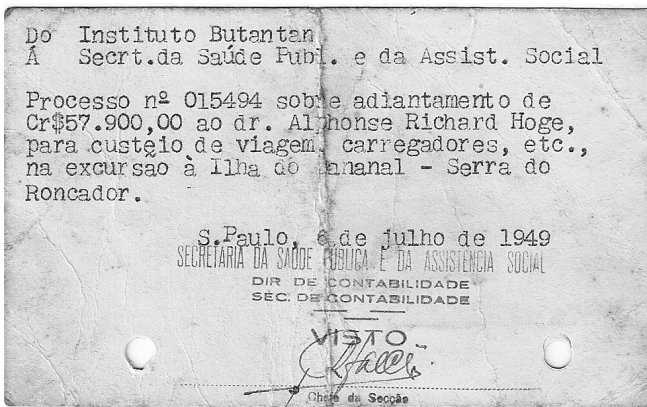 Do Instituto Butantan
Á Secrt.da Saúde Publ. e da Assist. Social
Processo nº 015494 sobre adiantamento de
Cr$57.900,00 ao dr. Alphonse Richard Hoge,
para custeio de viagem, carregadores, etc.,
na excursão à Ilha do Bananal - Serra do
Roncador.
S.Paulo, 6 de julho de 1949
SECRETARIA DA SAÚDE PÚBLICA E DA ASSISTENCIA SOCIAL
DIR DE CONTABILIDADE
SÉC. DE CONTABILIDADE
VISTO
Chefe da Secção